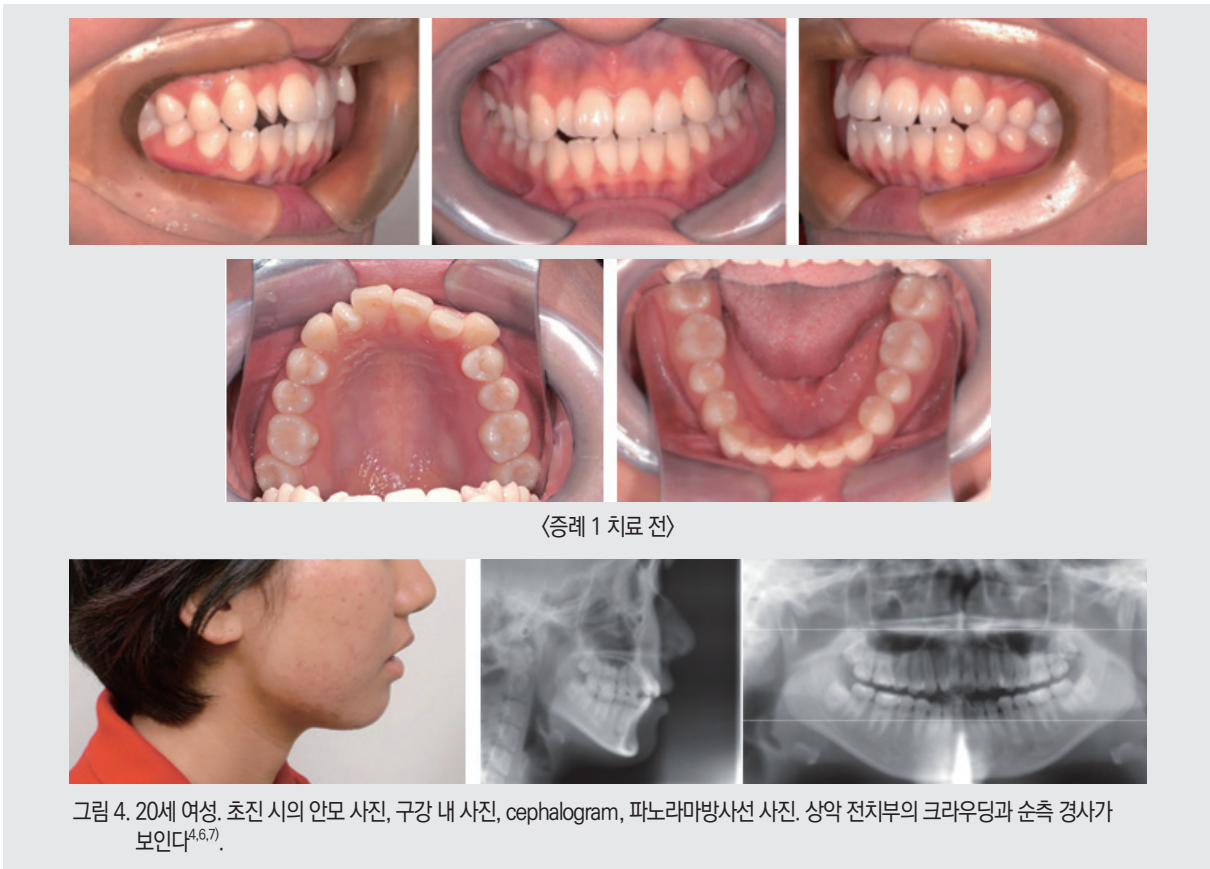 〈증례 1 치료 전〉
그림 4. 20세 여성. 초진 시의 안모 사진, 구강 내 사진, cephalogram, 파노라마방사선 사진. 상악 전치부의 크라우딩과 순측 경사가
보인다4,6,7).